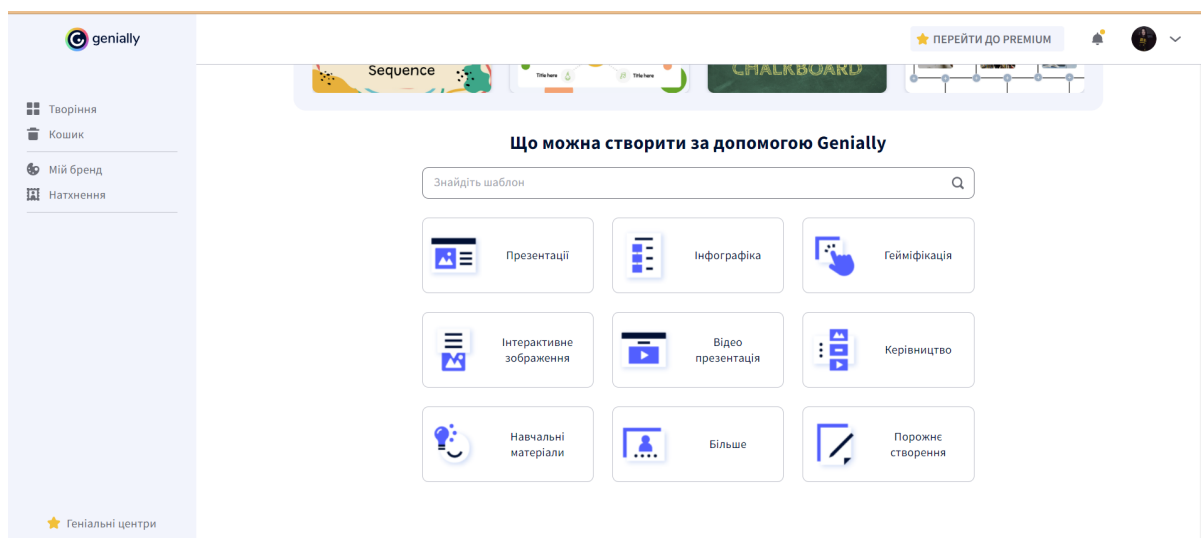 genially
ПЕРЕЙТИ ДО PREMIUM
Sequence
Title here
Title here
CHALKBOARD
Творіння
Кошик
Мій бренд
Натхнення
Що можна створити за допомогою Genially
Знайдіть шаблон
Презентації
Інфографіка
Гейміфікація
Інтерактивне
зображення
Відео
презентація
Керівництво
Навчальні
матеріали
Більше
Порожнє
створення
Геніальні центри